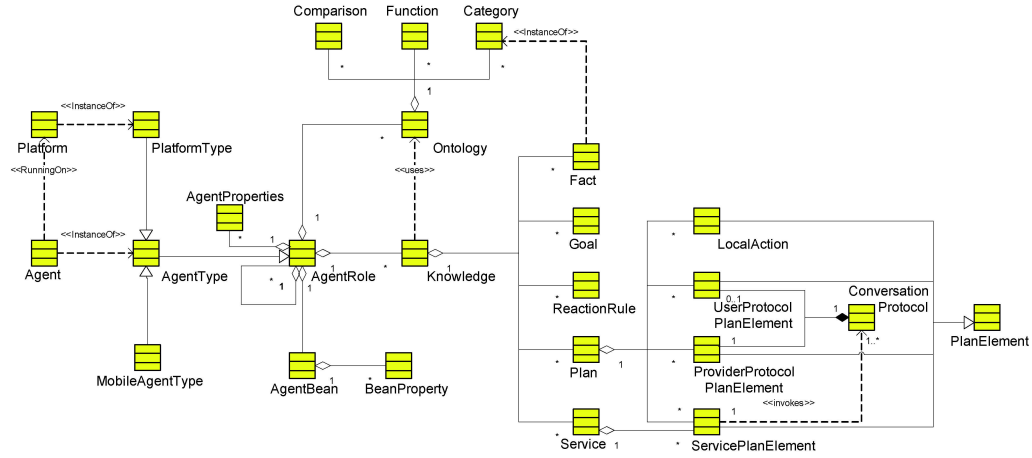 Comparison
Function
Category
<<InstanceOf>>
*
*
*
1
<<InstanceOf>>
Platform
PlatformType
Ontology
*
<<RunningOn>>
<<uses>>
*
Fact
AgentProperties
*
1
1
<<InstanceOf>>
Agent
AgentType
AgentRole
1
*
Knowledge
1
*
Goal
*
LocalAction
*
1
1
*
ReactionRule
*
0..1
UserProtocol
PlanElement
Conversation
Protocol
1
1..*
PlanElement
MobileAgentType
AgentBean
1
*
BeanProperty
*
Plan
1
*
1
ProviderProtocol
PlanElement
<<invokes>>
*
Service
1
*
*
1
ServicePlanElement